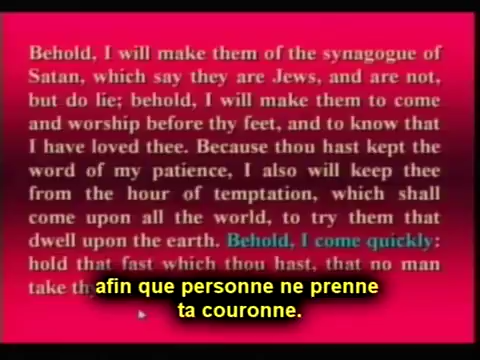 Behold, I will make them of the synagogue of
Satan, which say they are Jews, and are not,
but do lie; behold, I will make them to come
and worship before thy feet, and to know that
I have loved thee. Because thou hast kept the
word of my patience, I also will keep thee
from the hour of temptation, which shall
come upon all the world, to try them that
dwell upon the earth. Behold, I come quickly:
hold that fast which thou hast, that no man
take
afin que personne ne prenne
ta couronne.